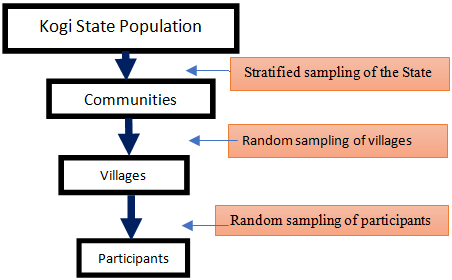 Kogi State Population
Stratified sampling of the State
Communities
Random sampling of villages
Villages
Random sampling of participants
Participants